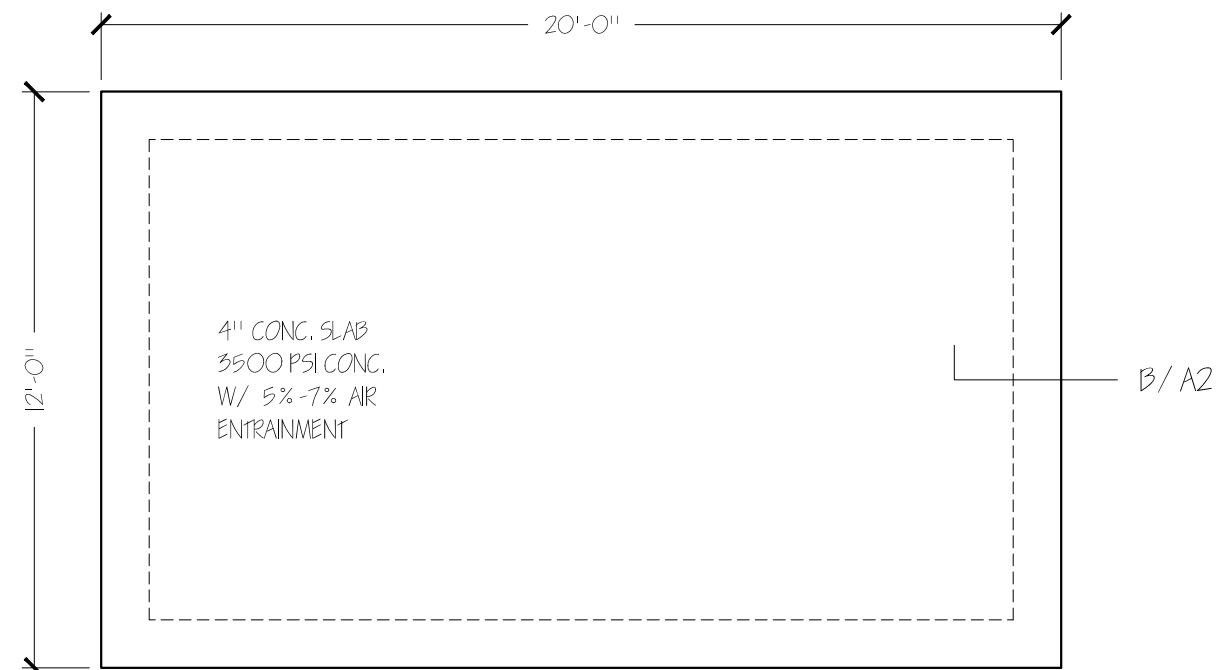 20'-0"
12'-0"
4" CONC. SLAB
3500 PSI CONC.
W/ 5%-7% AIR
ENTRAINMENT
B/A2